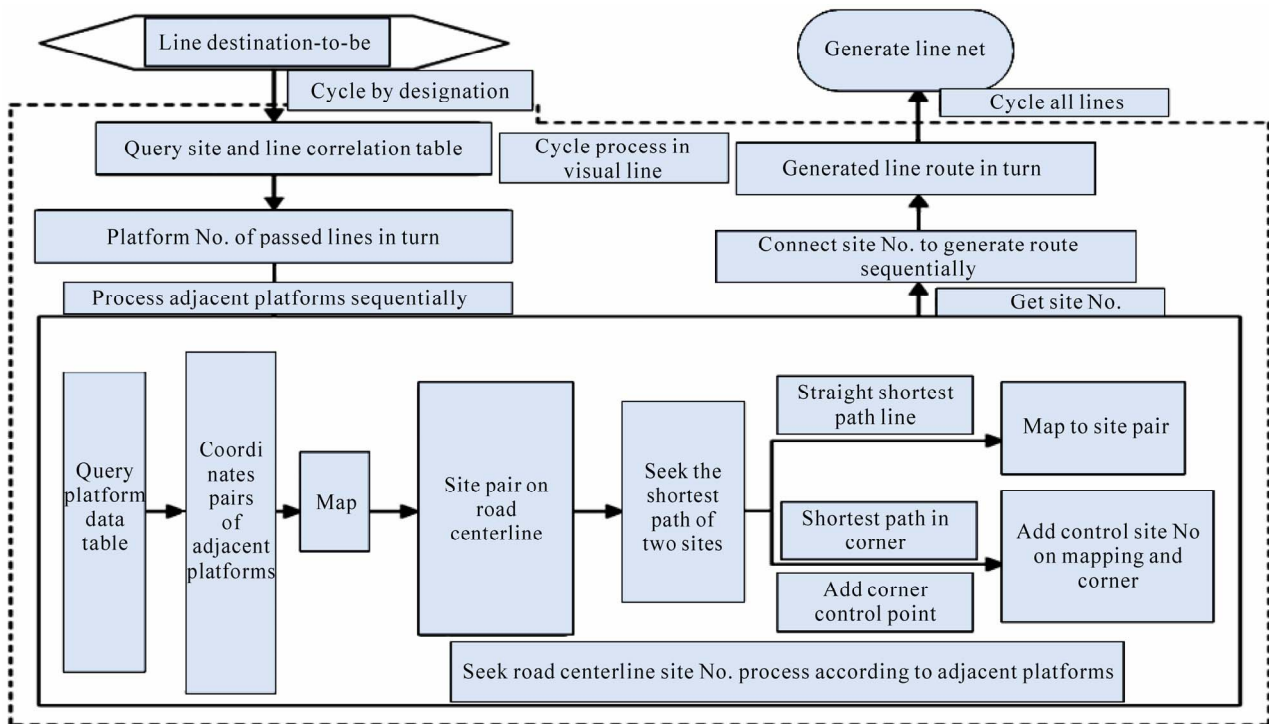 Line destination-to-be
Generate line net
Cycle by designation
Cycle all lines
Query site and line correlation table
Cycle process in
visual line
Generated line route in turn
Platform No. of passed lines in turn
Connect site No. to generate route
sequentially
Process adjacent platforms sequentially
Get site No.
Query
platform
data
table
Coordi
nates
pairs
of
adjacent
platforms
Map
Site pair on
road
centerline
Seek the
shortest
path of
two sites
Straight shortest
path line
Map to site pair
Shortest path in
corner
Add corner
control point
Add control site No
on mapping and
corner
Seek road centerline site No. process according to adjacent platforms